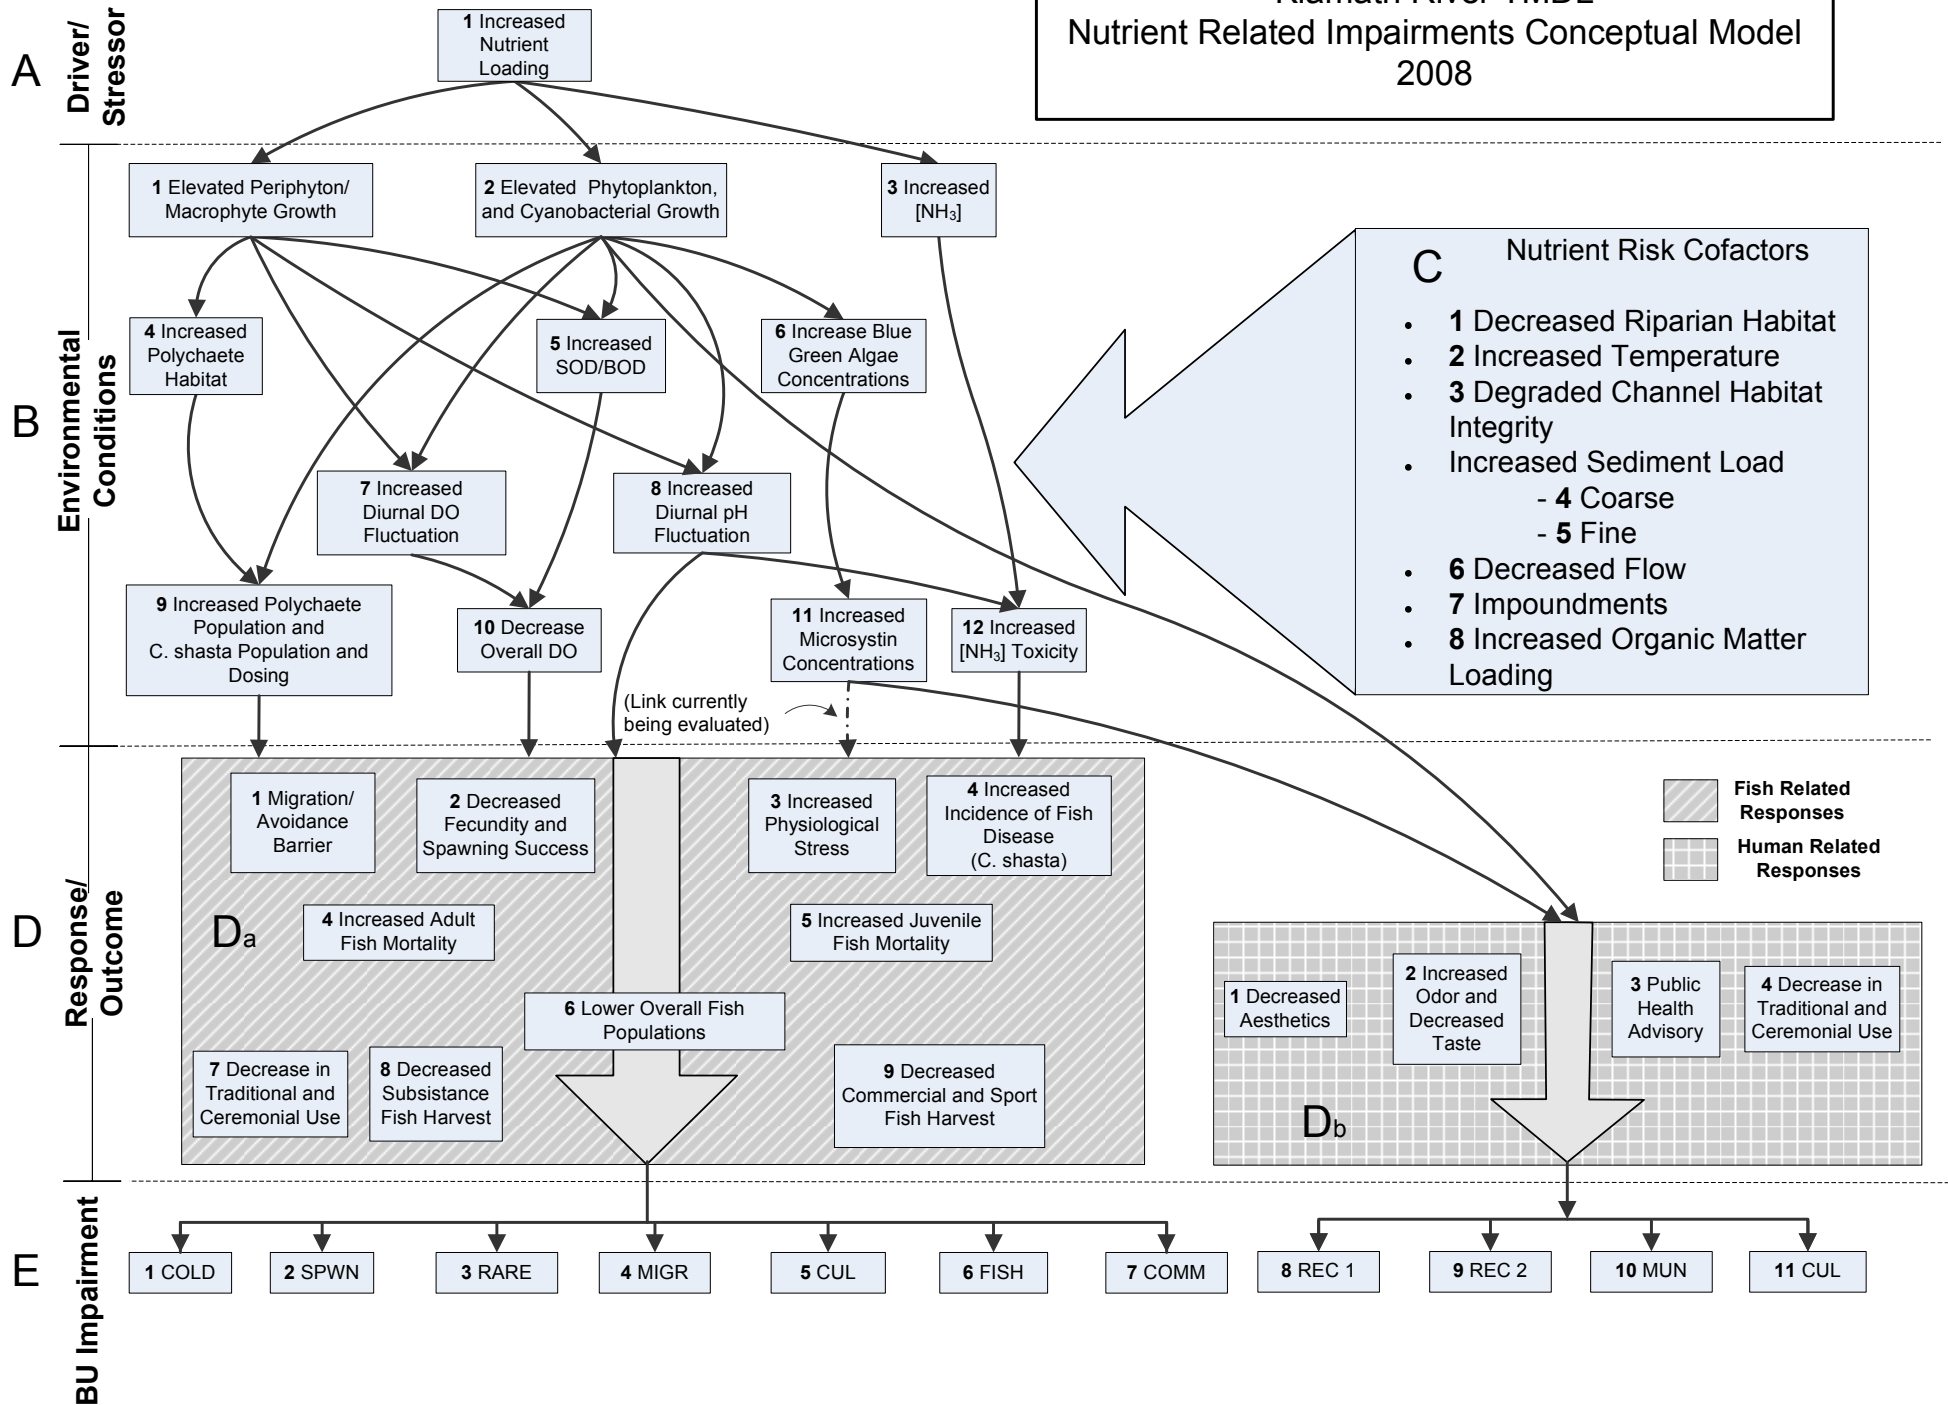 Nutrient Related Impairments Conceptual Model
2008
A
Driver/
Stressor
1 Increased
Nutrient
Loading
B
Environmental
Conditions
1 Elevated Periphyton/
Macrophyte Growth
2 Elevated Phytoplankton,
and Cyanobacterial Growth
3 Increased
[NH₃]
4 Increased
Polychaete
Habitat
5 Increased
SOD/BOD
6 Increase Blue
Green Algae
Concentrations
7 Increased
Diurnal DO
Fluctuation
8 Increased
Diurnal pH
Fluctuation
9 Increased Polychaete
Population and
C. shasta Population and
Dosing
10 Decrease
Overall DO
11 Increased
Microsystin
Concentrations
12 Increased
[NH₃] Toxicity
(Link currently
being evaluated)
C
Nutrient Risk Cofactors
• 1 Decreased Riparian Habitat
• 2 Increased Temperature
• 3 Degraded Channel Habitat
Integrity
• Increased Sediment Load
- 4 Coarse
- 5 Fine
• 6 Decreased Flow
• 7 Impoundments
• 8 Increased Organic Matter
Loading
D
Response/
Outcome
1 Migration/
Avoidance
Barrier
2 Decreased
Fecundity and
Spawning Success
3 Increased
Physiological
Stress
4 Increased
Incidence of Fish
Disease
(C. shasta)
Da
4 Increased Adult
Fish Mortality
5 Increased Juvenile
Fish Mortality
6 Lower Overall Fish
Populations
7 Decrease in
Traditional and
Ceremonial Use
8 Decreased
Subsistance
Fish Harvest
9 Decreased
Commercial and Sport
Fish Harvest
Fish Related
Responses
Human Related
Responses
1 Decreased
Aesthetics
2 Increased
Odor and
Decreased
Taste
3 Public
Health
Advisory
4 Decrease in
Traditional and
Ceremonial Use
Db
E
BU Impairment
1 COLD
2 SPWN
3 RARE
4 MIGR
5 CUL
6 FISH
7 COMM
8 REC 1
9 REC 2
10 MUN
11 CUL